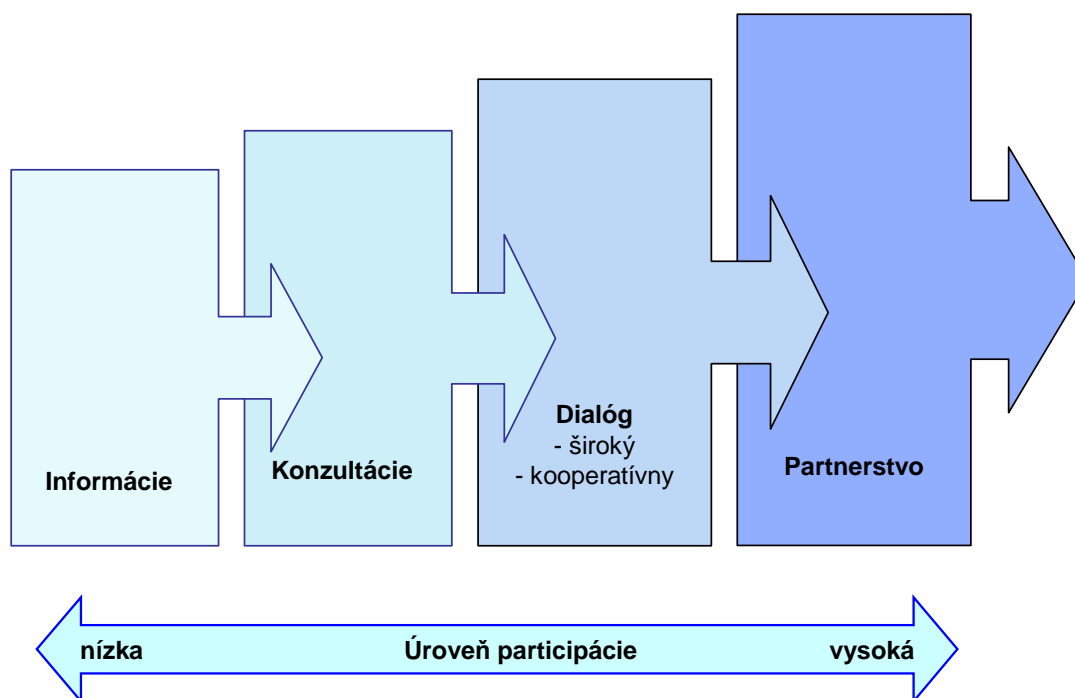 Informácie
Konzultácie
Dialóg
- široký
- kooperatívny
Partnerstvo
nízka Úroveň participácie vysoká